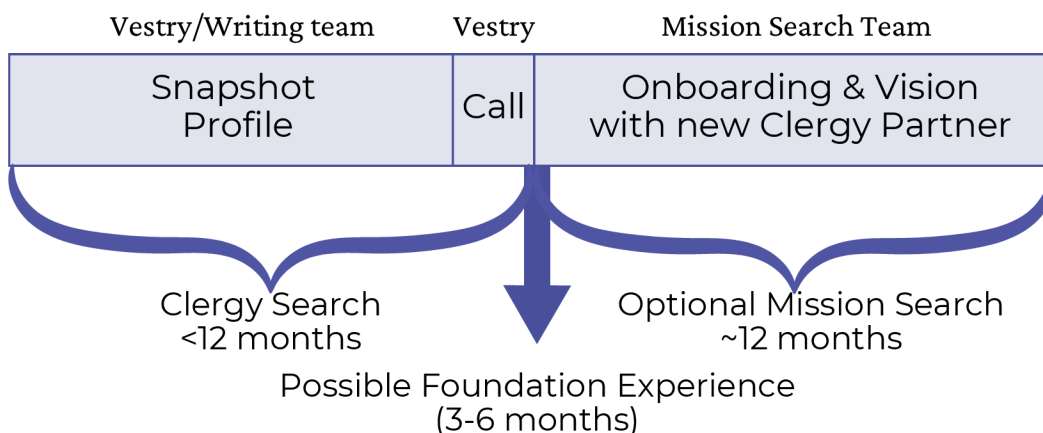 Vestry/Writing team
Vestry
Mission Search Team
Snapshot
Profile
Call
Onboarding & Vision
with new Clergy Partner
Clergy Search
<12 months
Optional Mission Search
~12 months
Possible Foundation Experience
(3-6 months)